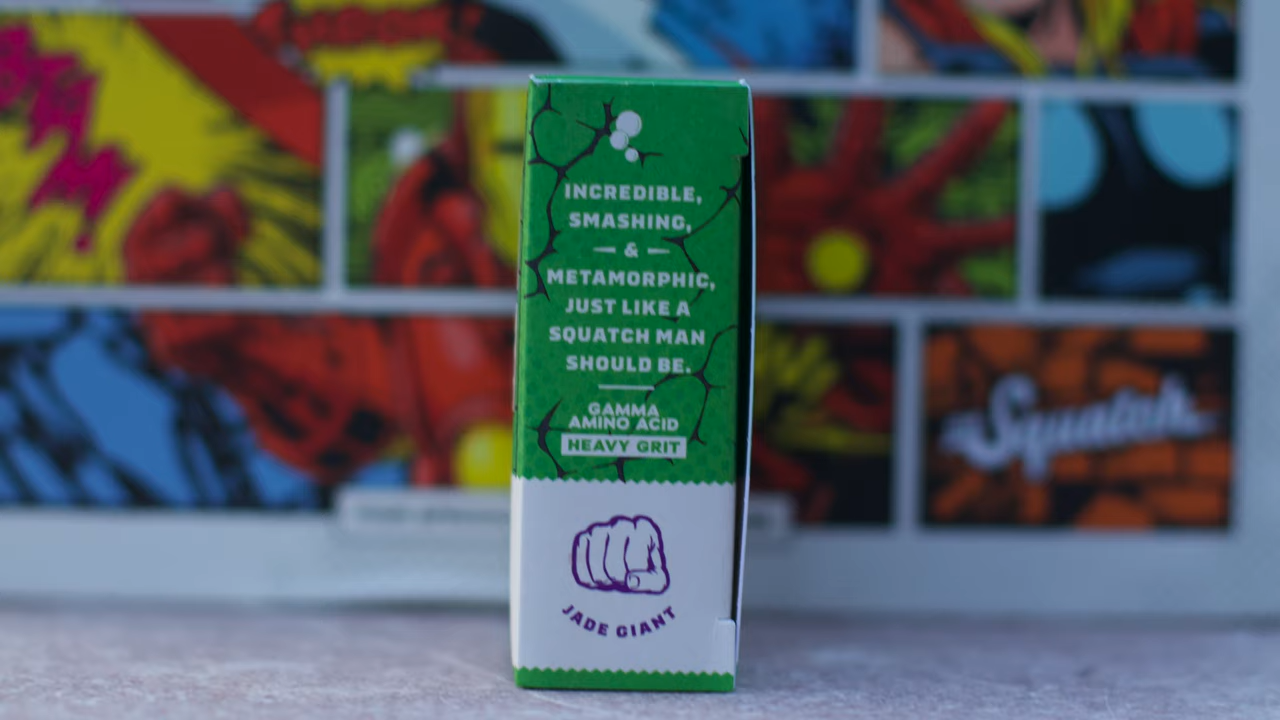 INCREDIBLE,
SMASHING,
&
METAMORPHIC,
JUST LIKE A
SQUATCH MAN
SHOULD BE.
GAMMA
AMINO ACID
HEAVY GRIT
JADE GIANT
Squatch